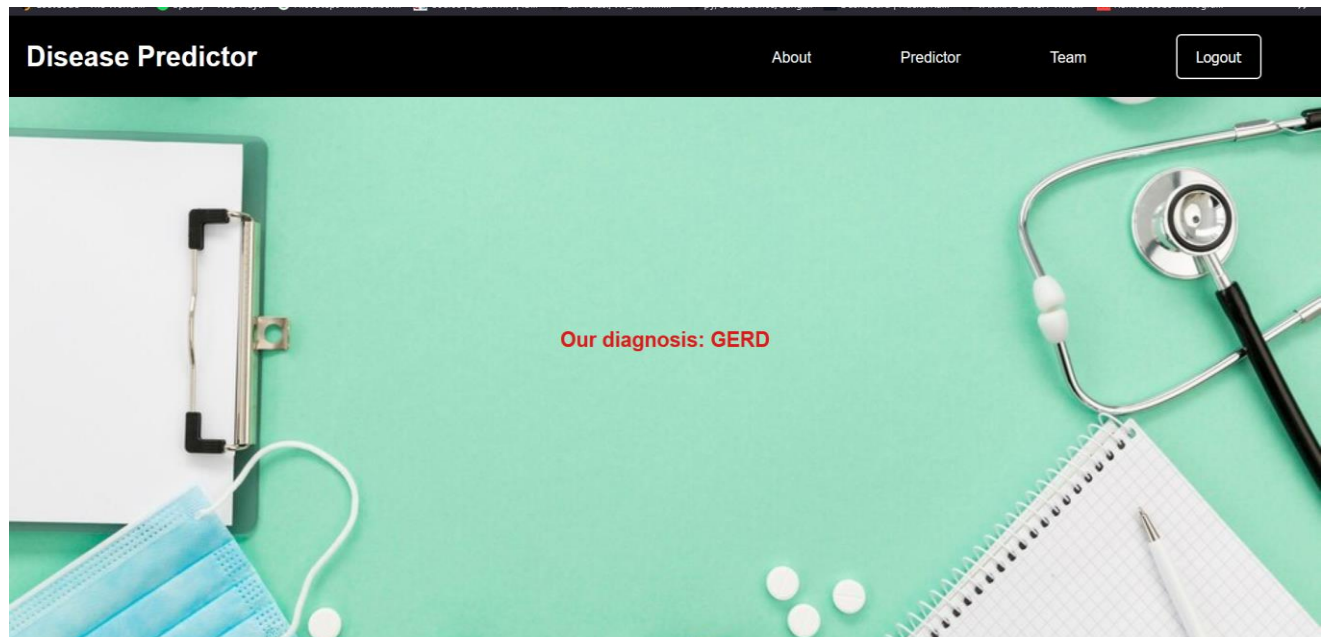 Disease Predictor
About
Predictor
Team
Logout
Our diagnosis: GERD